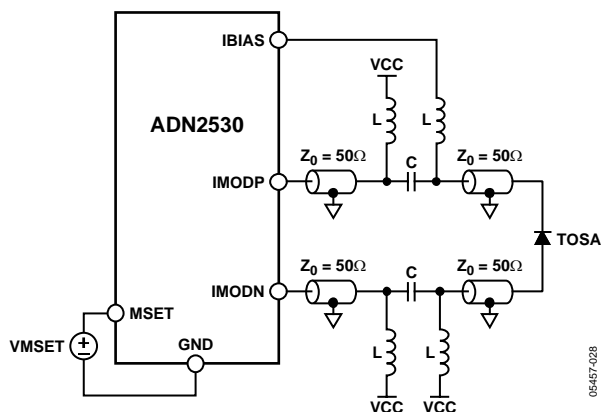 IBIAS
VCC
ADN2530
L
L
Z0 = 50Ω
C
Z0 = 50Ω
IMODP
TOSA
Z0 = 50Ω
C
Z0 = 50Ω
IMODN
MSET
VMSET
GND
L
L
VCC
VCC
05457-028